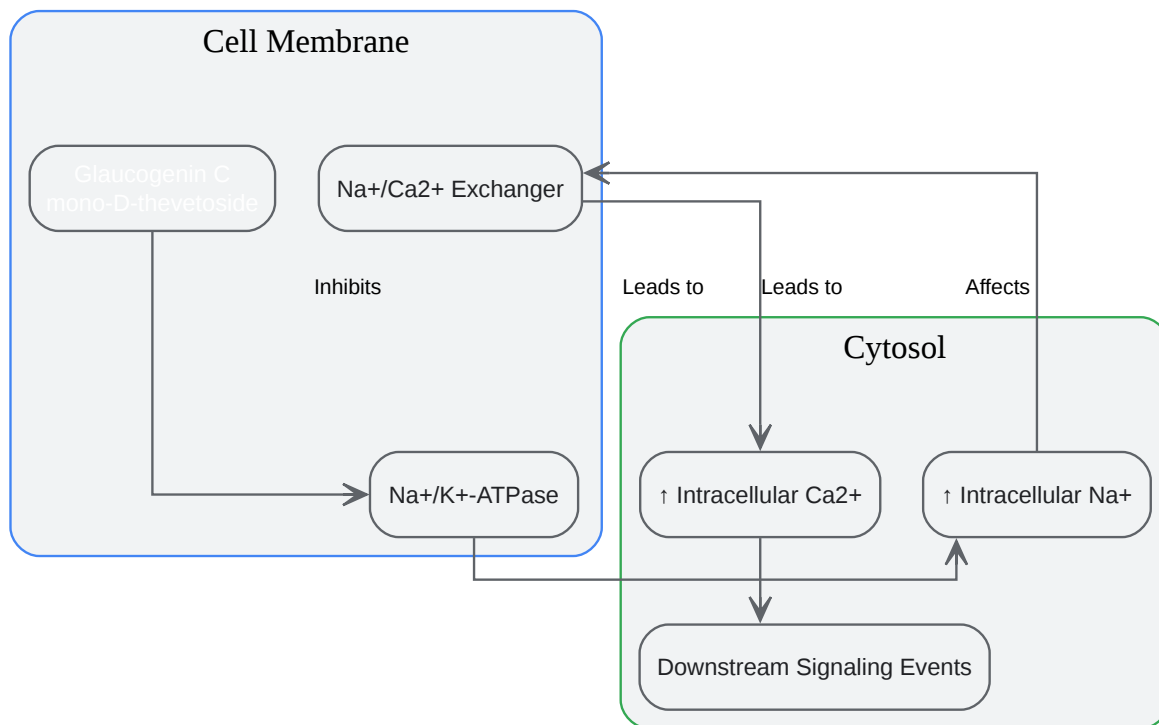 Cell Membrane
Glaucogenin C
mono-D-thevetoside
Na+/Ca2+ Exchanger
Inhibits
Leads to
Leads to
Affects
Cytosol
Na+/K+-ATPase
↑ Intracellular Ca2+
↑ Intracellular Na+
Downstream Signaling Events